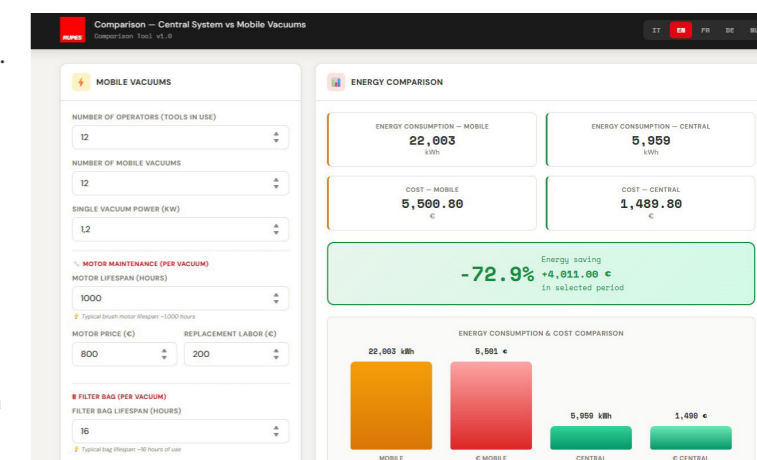 RUPES
Comparison — Central System vs Mobile Vacuums
Comparison Tool v1.0
IT EN FR DE
MOBILE VACUUMS
NUMBER OF OPERATORS (TOOLS IN USE)
12
NUMBER OF MOBILE VACUUMS
12
SINGLE VACUUM POWER (KW)
1,2
MOTOR MAINTENANCE (PER VACUUM)
MOTOR LIFESPAN (HOURS)
1000
Typical brush motor lifespan ~1000 hours
MOTOR PRICE (€) REPLACEMENT LABOR (€)
800 200
FILTER BAG (PER VACUUM)
FILTER BAG LIFESPAN (HOURS)
16
Typical bag lifespan ~16 hours of use
ENERGY COMPARISON
ENERGY CONSUMPTION — MOBILE
22,003
kWh
ENERGY CONSUMPTION — CENTRAL
5,959
kWh
COST — MOBILE
5,500.80
€
COST — CENTRAL
1,489.80
€
-72.9%
Energy saving
+4,011.00 €
in selected period
ENERGY CONSUMPTION & COST COMPARISON
22,003 kWh 5,501 € 5,959 kWh 1,490 €
MOBILE € MOBILE CENTRAL € CENTRAL